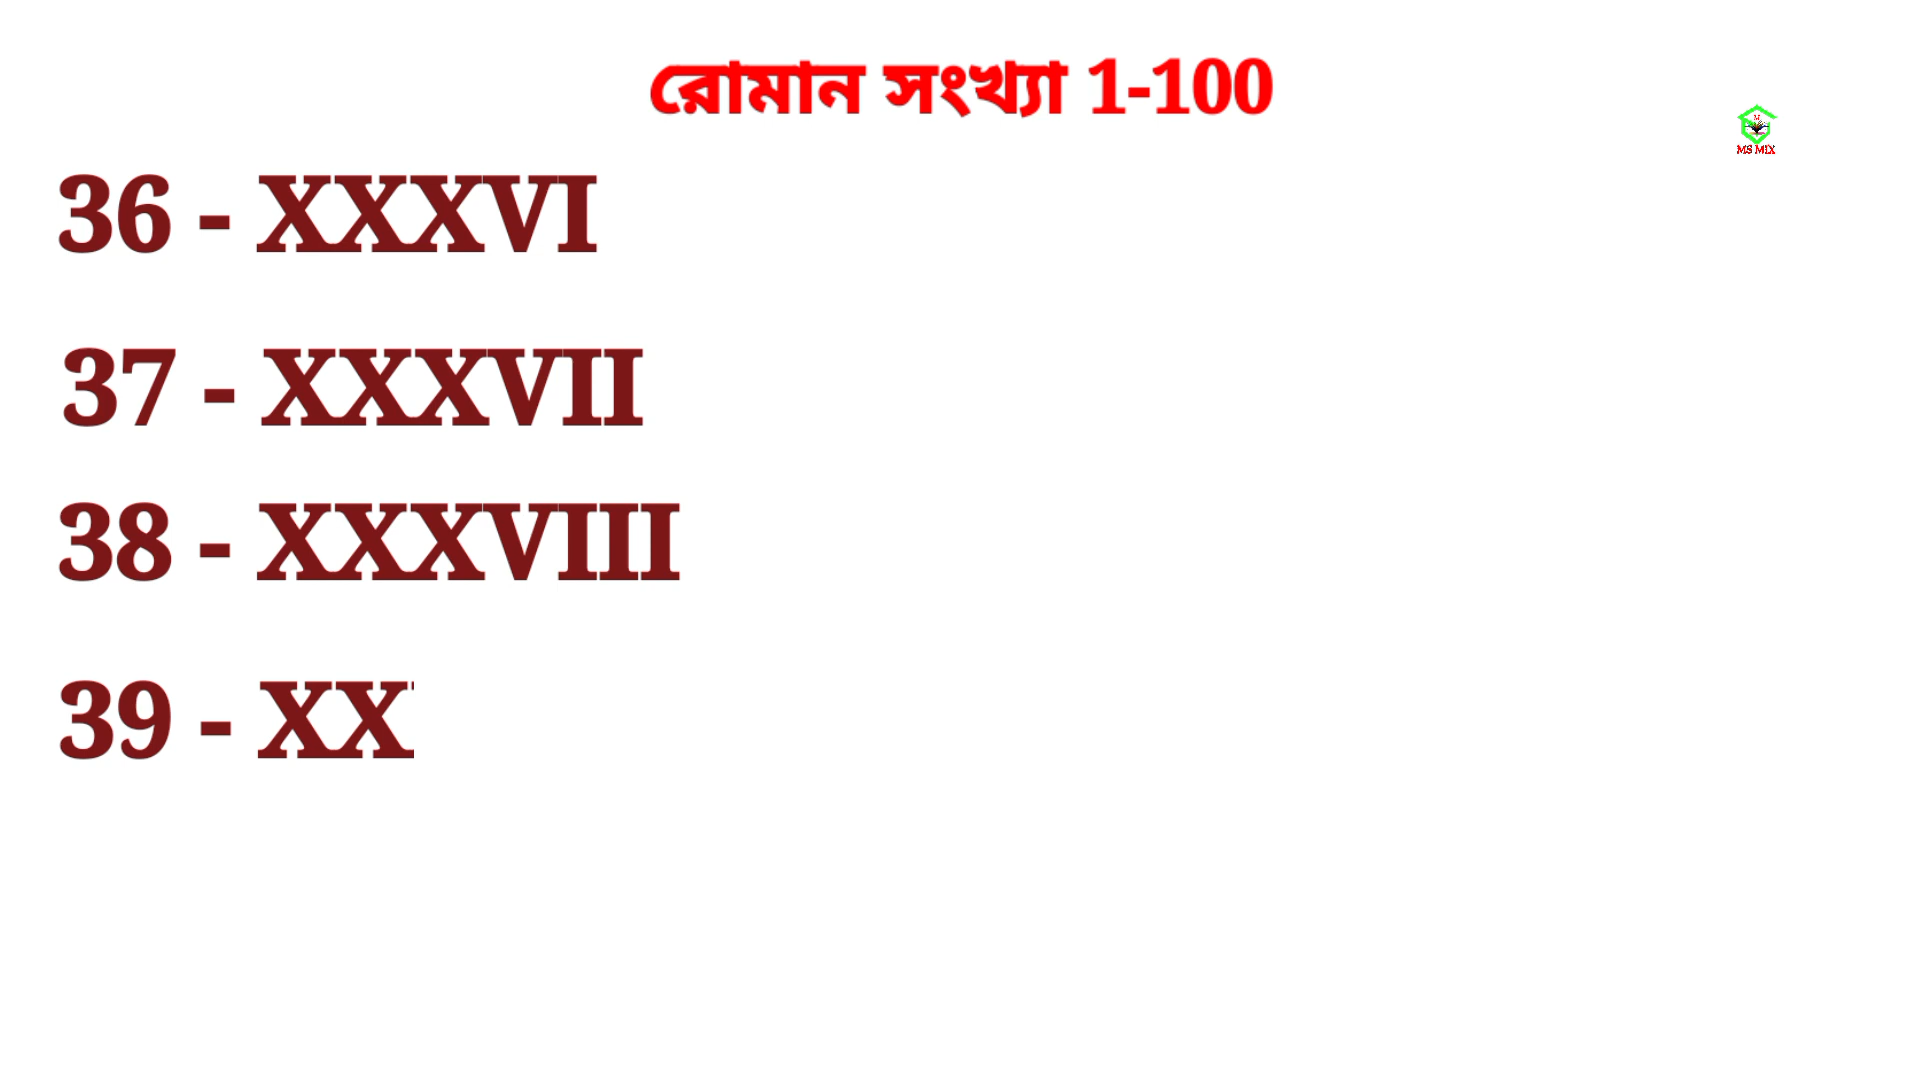 রোমান সংখ্যা 1-100
MS MIX
36 - XXXVI
37 - XXXVII
38 - XXXVIII
39 - XX